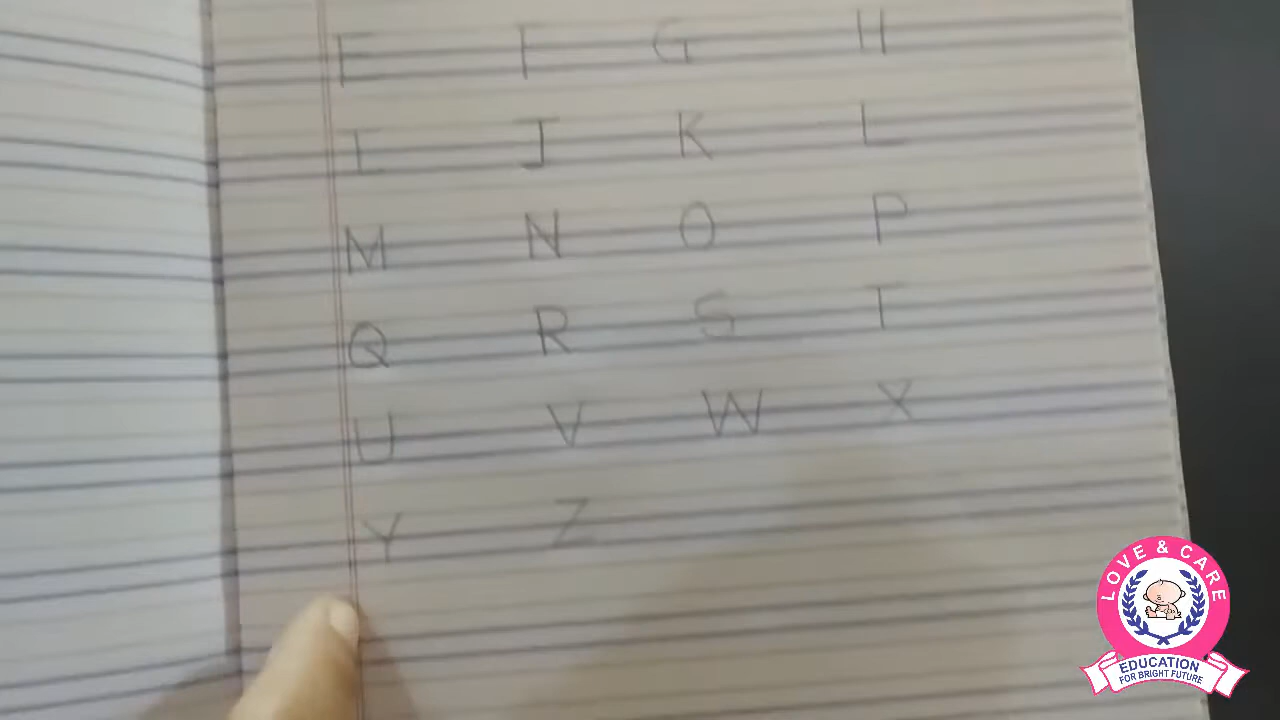 E F G H
I J K L
M N O P
Q R S T
U V W X
Y Z
LOVE & CARE
EDUCATION
FOR BRIGHT FUTURE